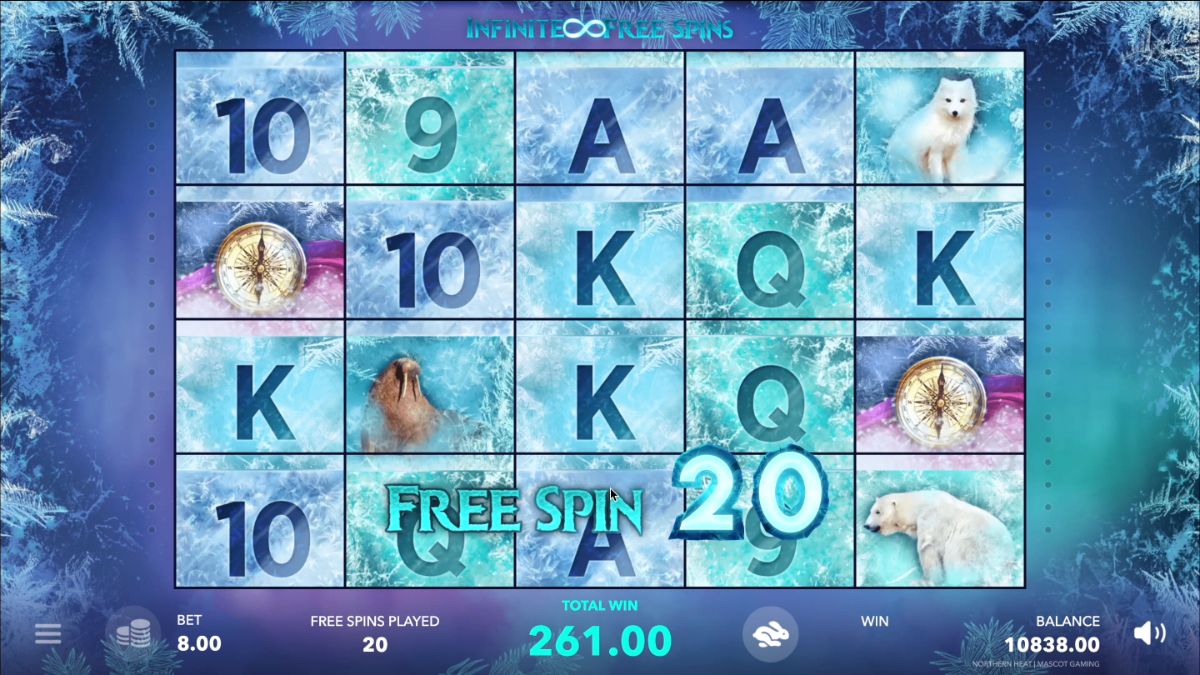 INFINITE∞FREE SPINS
10 9 A A
10 K Q K
K K Q
10 Q A 9
FREE SPIN 20
TOTAL WIN
BET FREE SPINS PLAYED WIN BALANCE
8.00 20 261.00 10838.00
NORTHERN HEAT | MASCOT GAMING